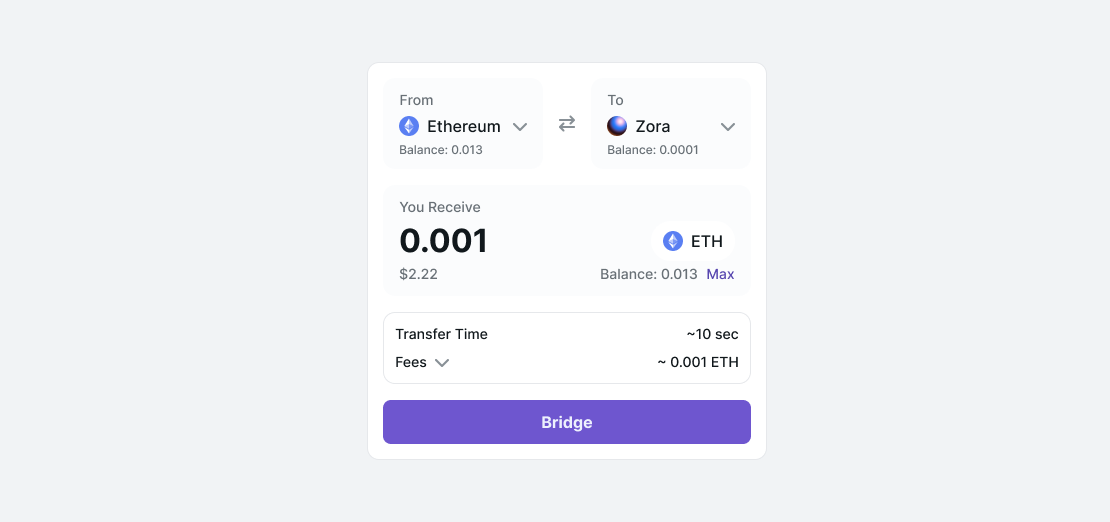 From
Ethereum
Balance: 0.013
To
Zora
Balance: 0.0001
You Receive
0.001
ETH
$2.22
Balance: 0.013 Max
Transfer Time ~10 sec
Fees ~ 0.001 ETH
Bridge